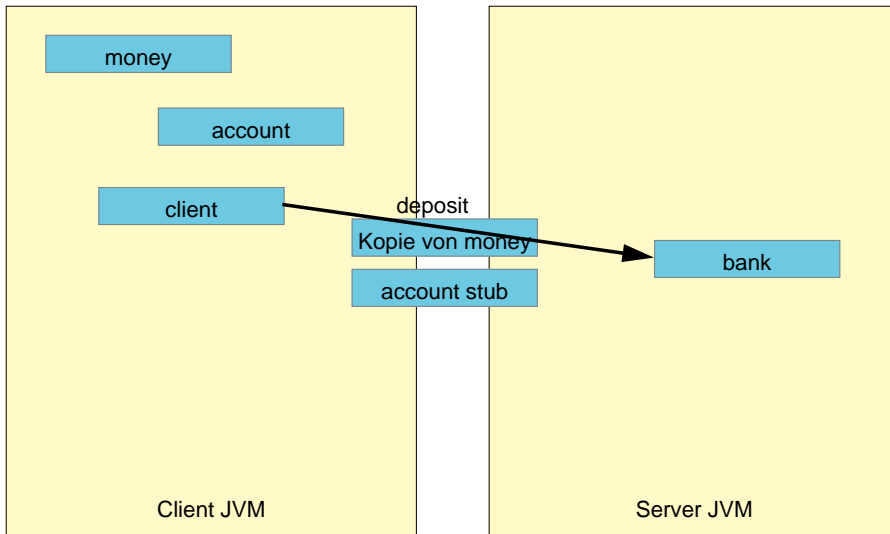 money
account
client
deposit
Kopie von money
account stub
bank
Client JVM
Server JVM